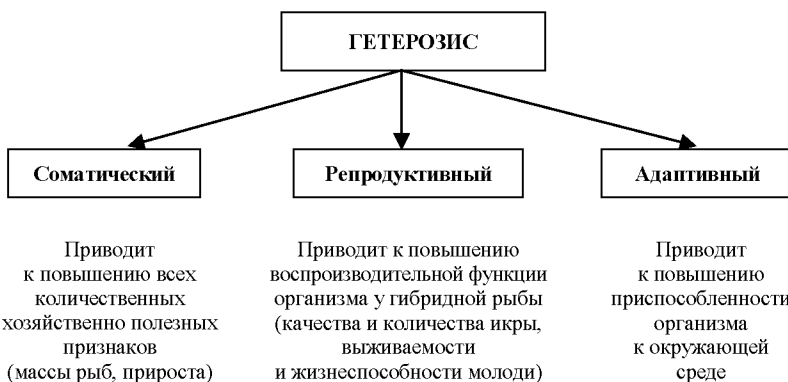 ГЕТЕРОЗИС
Соматический
Репродуктивный
Адаптивный
Приводит
к повышению всех
количественных
хозяйственно полезных
признаков
(массы рыб, прироста)
Приводит к повышению
воспроизводительной функции
организма у гибридной рыбы
(качества и количества икры,
выживаемости
и жизнеспособности молоди)
Приводит
к повышению
приспособленности
организма
к окружающей
среде